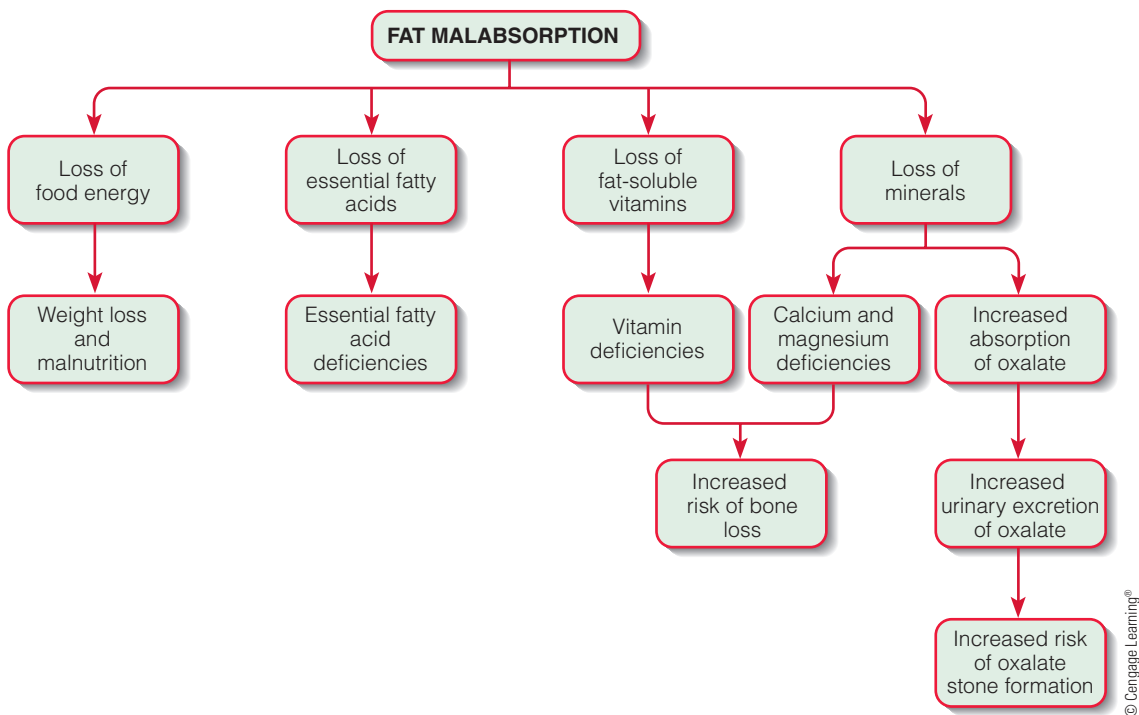 FAT MALABSORPTION
Loss of
food energy
Loss of
essential fatty
acids
Loss of
fat-soluble
vitamins
Loss of
minerals
Weight loss
and
malnutrition
Essential fatty
acid
deficiencies
Vitamin
deficiencies
Calcium and
magnesium
deficiencies
Increased
absorption
of oxalate
Increased
risk of bone
loss
Increased
urinary excretion
of oxalate
Increased risk
of oxalate
stone formation
© Cengage Learning®